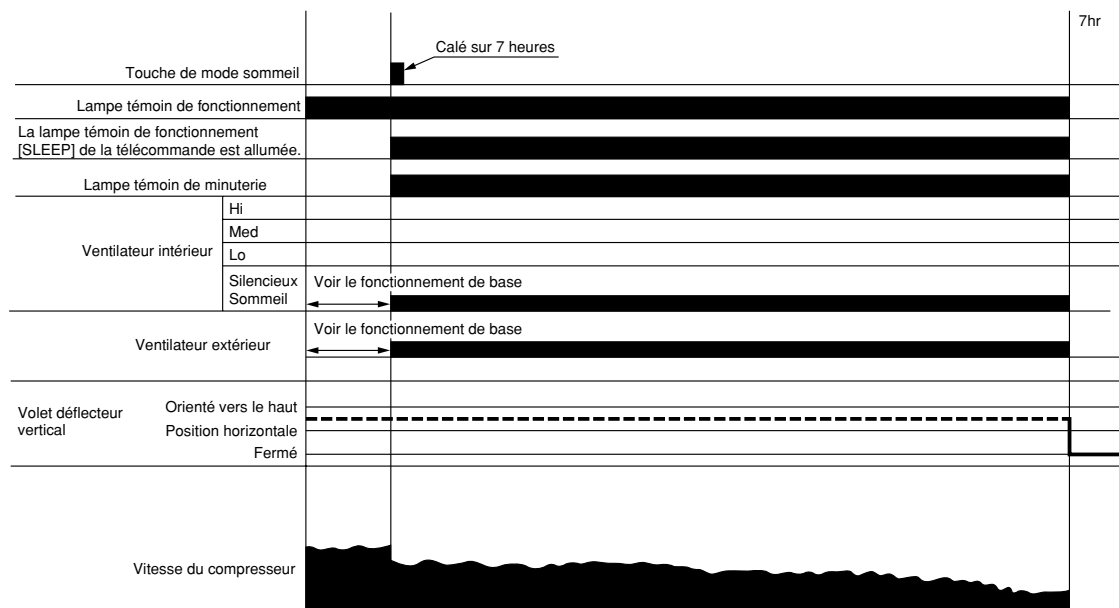 7hr
Calé sur 7 heures
Touche de mode sommeil
Lampe témoin de fonctionnement
La lampe témoin de fonctionnement
[SLEEP] de la télécommande est allumée.
Lampe témoin de minuterie
Hi
Med
Ventilateur intérieur
Lo
Silencieux
Sommeil
Voir le fonctionnement de base
Voir le fonctionnement de base
Ventilateur extérieur
Volet déflecteur
vertical
Orienté vers le haut
Position horizontale
Fermé
Vitesse du compresseur